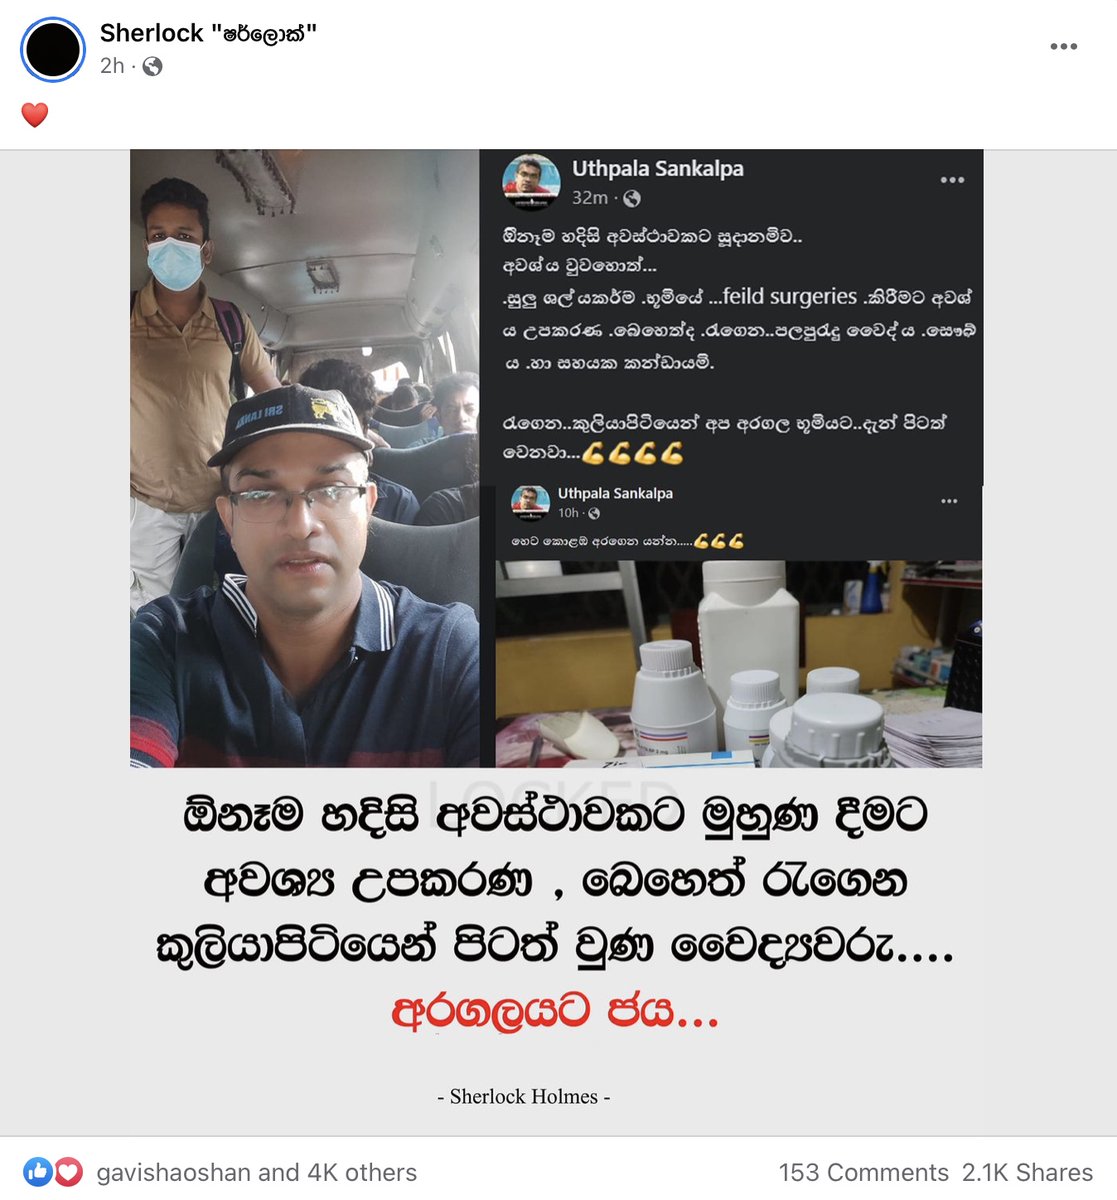 Sherlock "ෂර්ලොක්"
2h ·
Uthpala Sankalpa
32m ·
ඕනෑම හදිසි අවස්ථාවකට සූදානම්ව..
අවශ්‍ය වුවහොත්...
.සුලු ශල්‍යකර්ම .භූමියේ ...feild surgeries .කිරීමට අවශ්
ය උපකරණ .බෙහෙත්ද .රැගෙන..පලපුරුදු වෛද්‍ය .සෞඛ්
ය .හා සහයක කන්ඩායම්.
රැගෙන..කුලියාපිටියෙන් අප අරගල භූමියට..දැන් පිටත්
වෙනවා...💪💪💪💪
Uthpala Sankalpa
10h ·
හෙට කොළඹ අරගෙන යන්න.....💪💪💪
SRI LANKA
LOCKED
ඕනෑම හදිසි අවස්ථාවකට මුහුණ දීමට
අවශ්‍ය උපකරණ , බෙහෙත් රැගෙන
කුලියාපිටියෙන් පිටත් වුණ වෛද්‍යවරු....
අරගලයට ජය...
- Sherlock Holmes -
gavishaoshan and 4K others
153 Comments 2.1K Shares